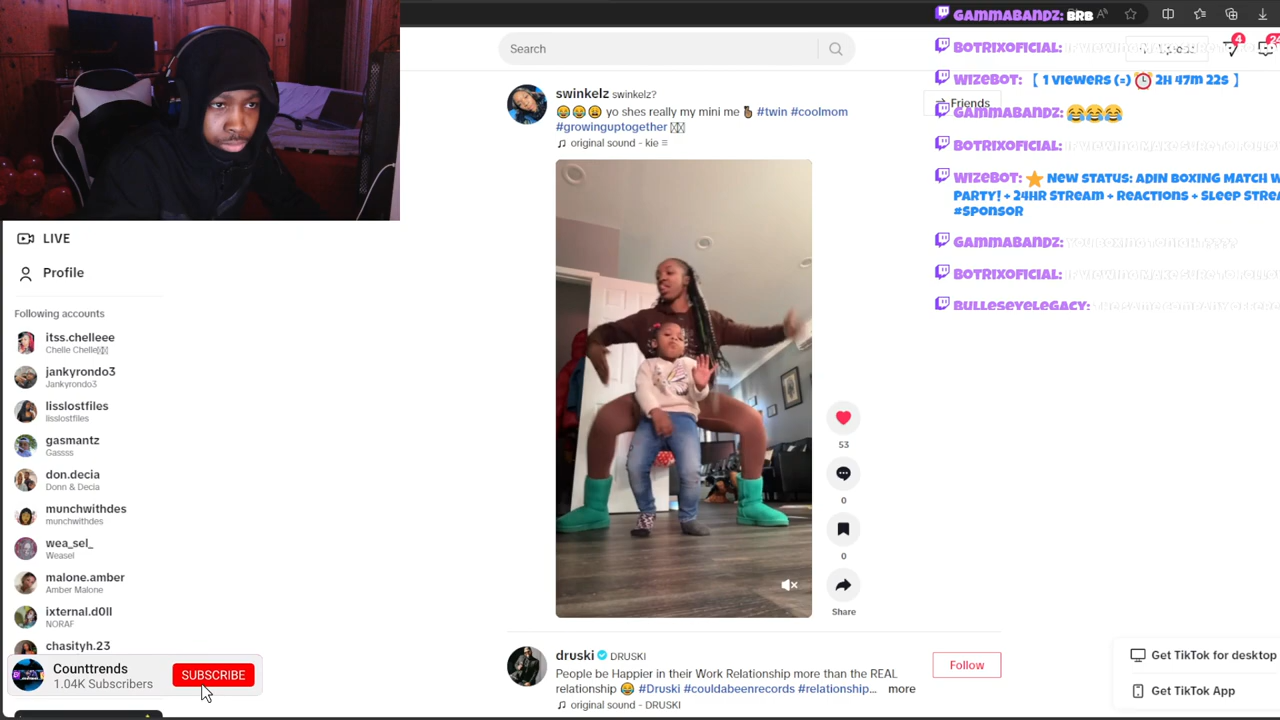 Search
swinkelz swinkelz?
😂😂😩 yo shes really my mini me #twin #coolmom
#growinguptogether
original sound - kie
53
0
0
Share
druski DRUSKI
People be Happier in their Work Relationship more than the REAL
relationship 😂 #Druski #couldabeenrecords #relationship... more
original sound - DRUSKI
Follow
LIVE
Profile
Following accounts
itss.chelleee
Chelle Chelle
jankyrondo3
Jankyrondo3
lisslostfiles
lisslostfiles
gasmantz
Gassss
don.decia
Donn & Decia
munchwithdes
munchwithdes
wea_sel_
Weasel
malone.amber
Amber Malone
ixternal.d0ll
NORAF
chasityh.23
Counttrends
1.04K Subscribers
SUBSCRIBE
GAMMABANDZ: BRB
BOTRIXOFICIAL:
4
24
WIZEBOT: [ 1 VIEWERS (=) ⏰ 2H 47M 22S ]
Friends
GAMMABANDZ: 😂😂😂
BOTRIXOFICIAL:
WIZEBOT: ⭐ NEW STATUS: ADIN BOXING MATCH W
PARTY! + 24HR STREAM + REACTIONS + SLEEP STREA
#SPONSOR
GAMMABANDZ:
BOTRIXOFICIAL:
BULLESEYELEGACY:
Get TikTok for desktop
Get TikTok App